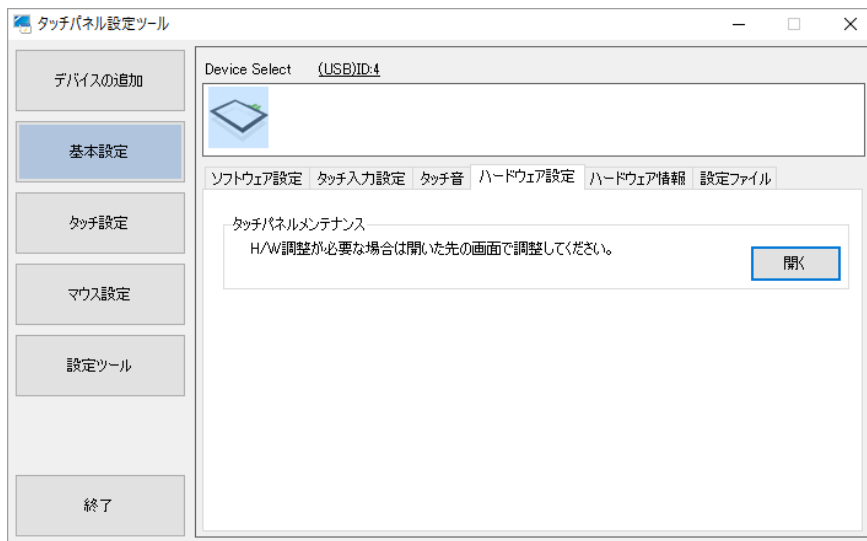 タッチパネル設定ツール
デバイスの追加
基本設定
タッチ設定
マウス設定
設定ツール
終了
Device Select (USB)ID:4
ソフトウェア設定 タッチ入力設定 タッチ音 ハードウェア設定 ハードウェア情報 設定ファイル
タッチパネルメンテナンス
H/W調整が必要な場合は開いた先の画面で調整してください。
開く